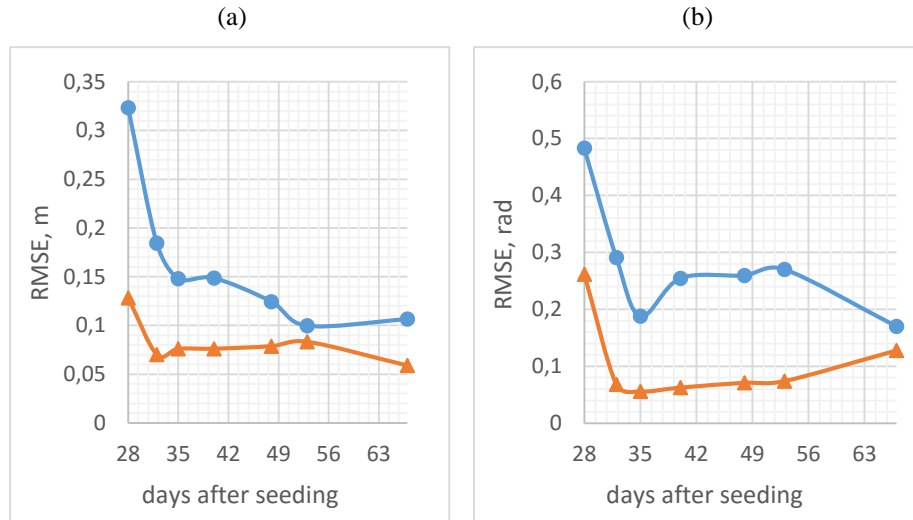 (a)
(b)
0,35
0,3
0,25
0,2
0,15
0,1
0,05
0
RMSE, m
28 35 42 49 56 63
days after seeding
0,6
0,5
0,4
0,3
0,2
0,1
0
RMSE, rad
28 35 42 49 56 63
days after seeding